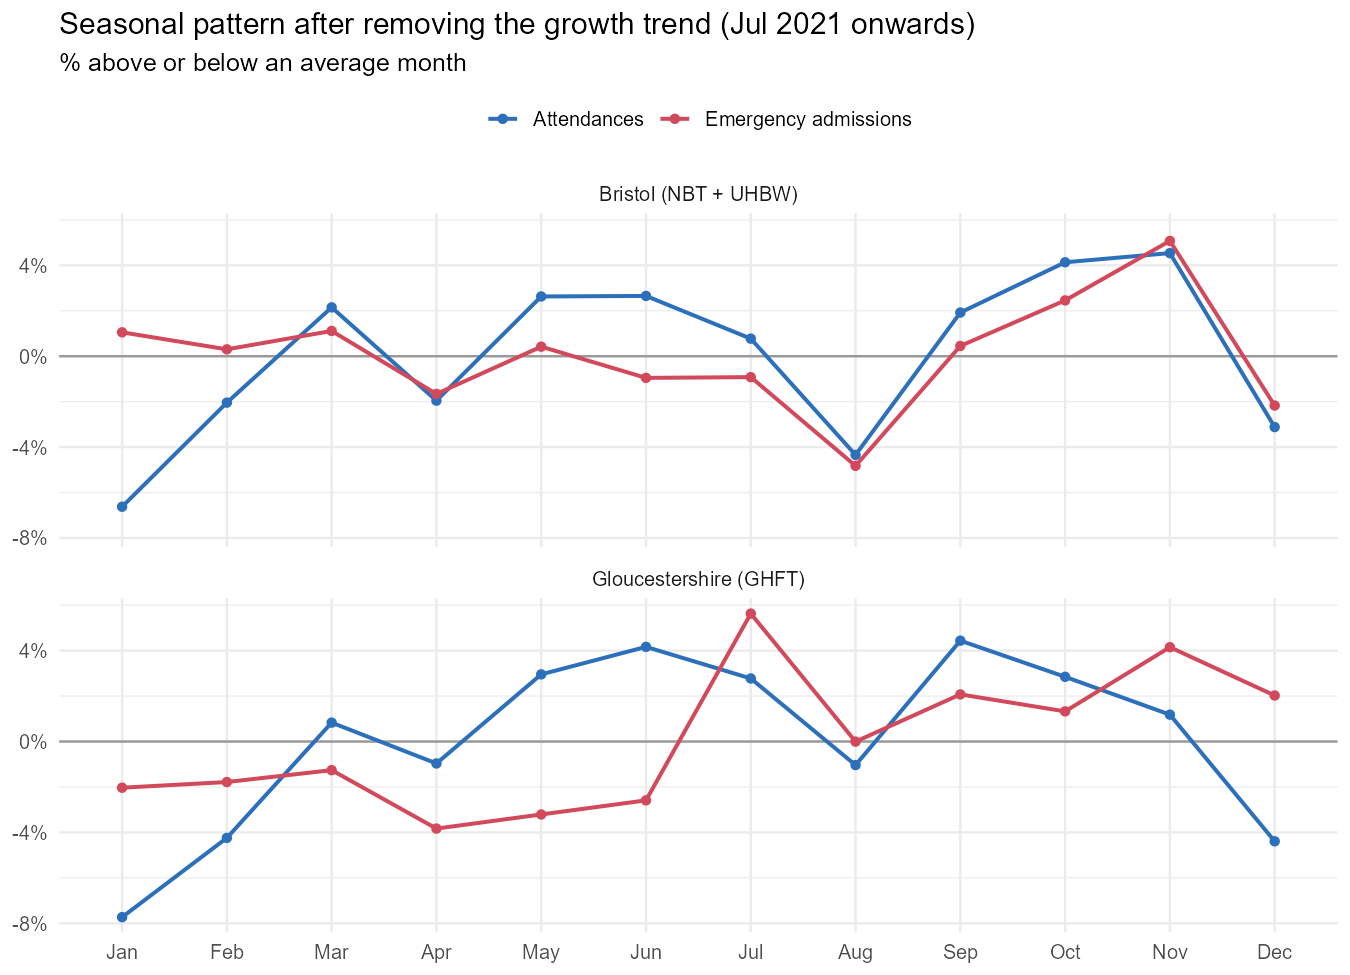 Seasonal pattern after removing the growth trend (Jul 2021 onwards)
% above or below an average month
Attendances Emergency admissions
Bristol (NBT + UHBW)
4%
0%
-4%
-8%
Gloucestershire (GHFT)
4%
0%
-4%
-8%
Jan Feb Mar Apr May Jun Jul Aug Sep Oct Nov Dec